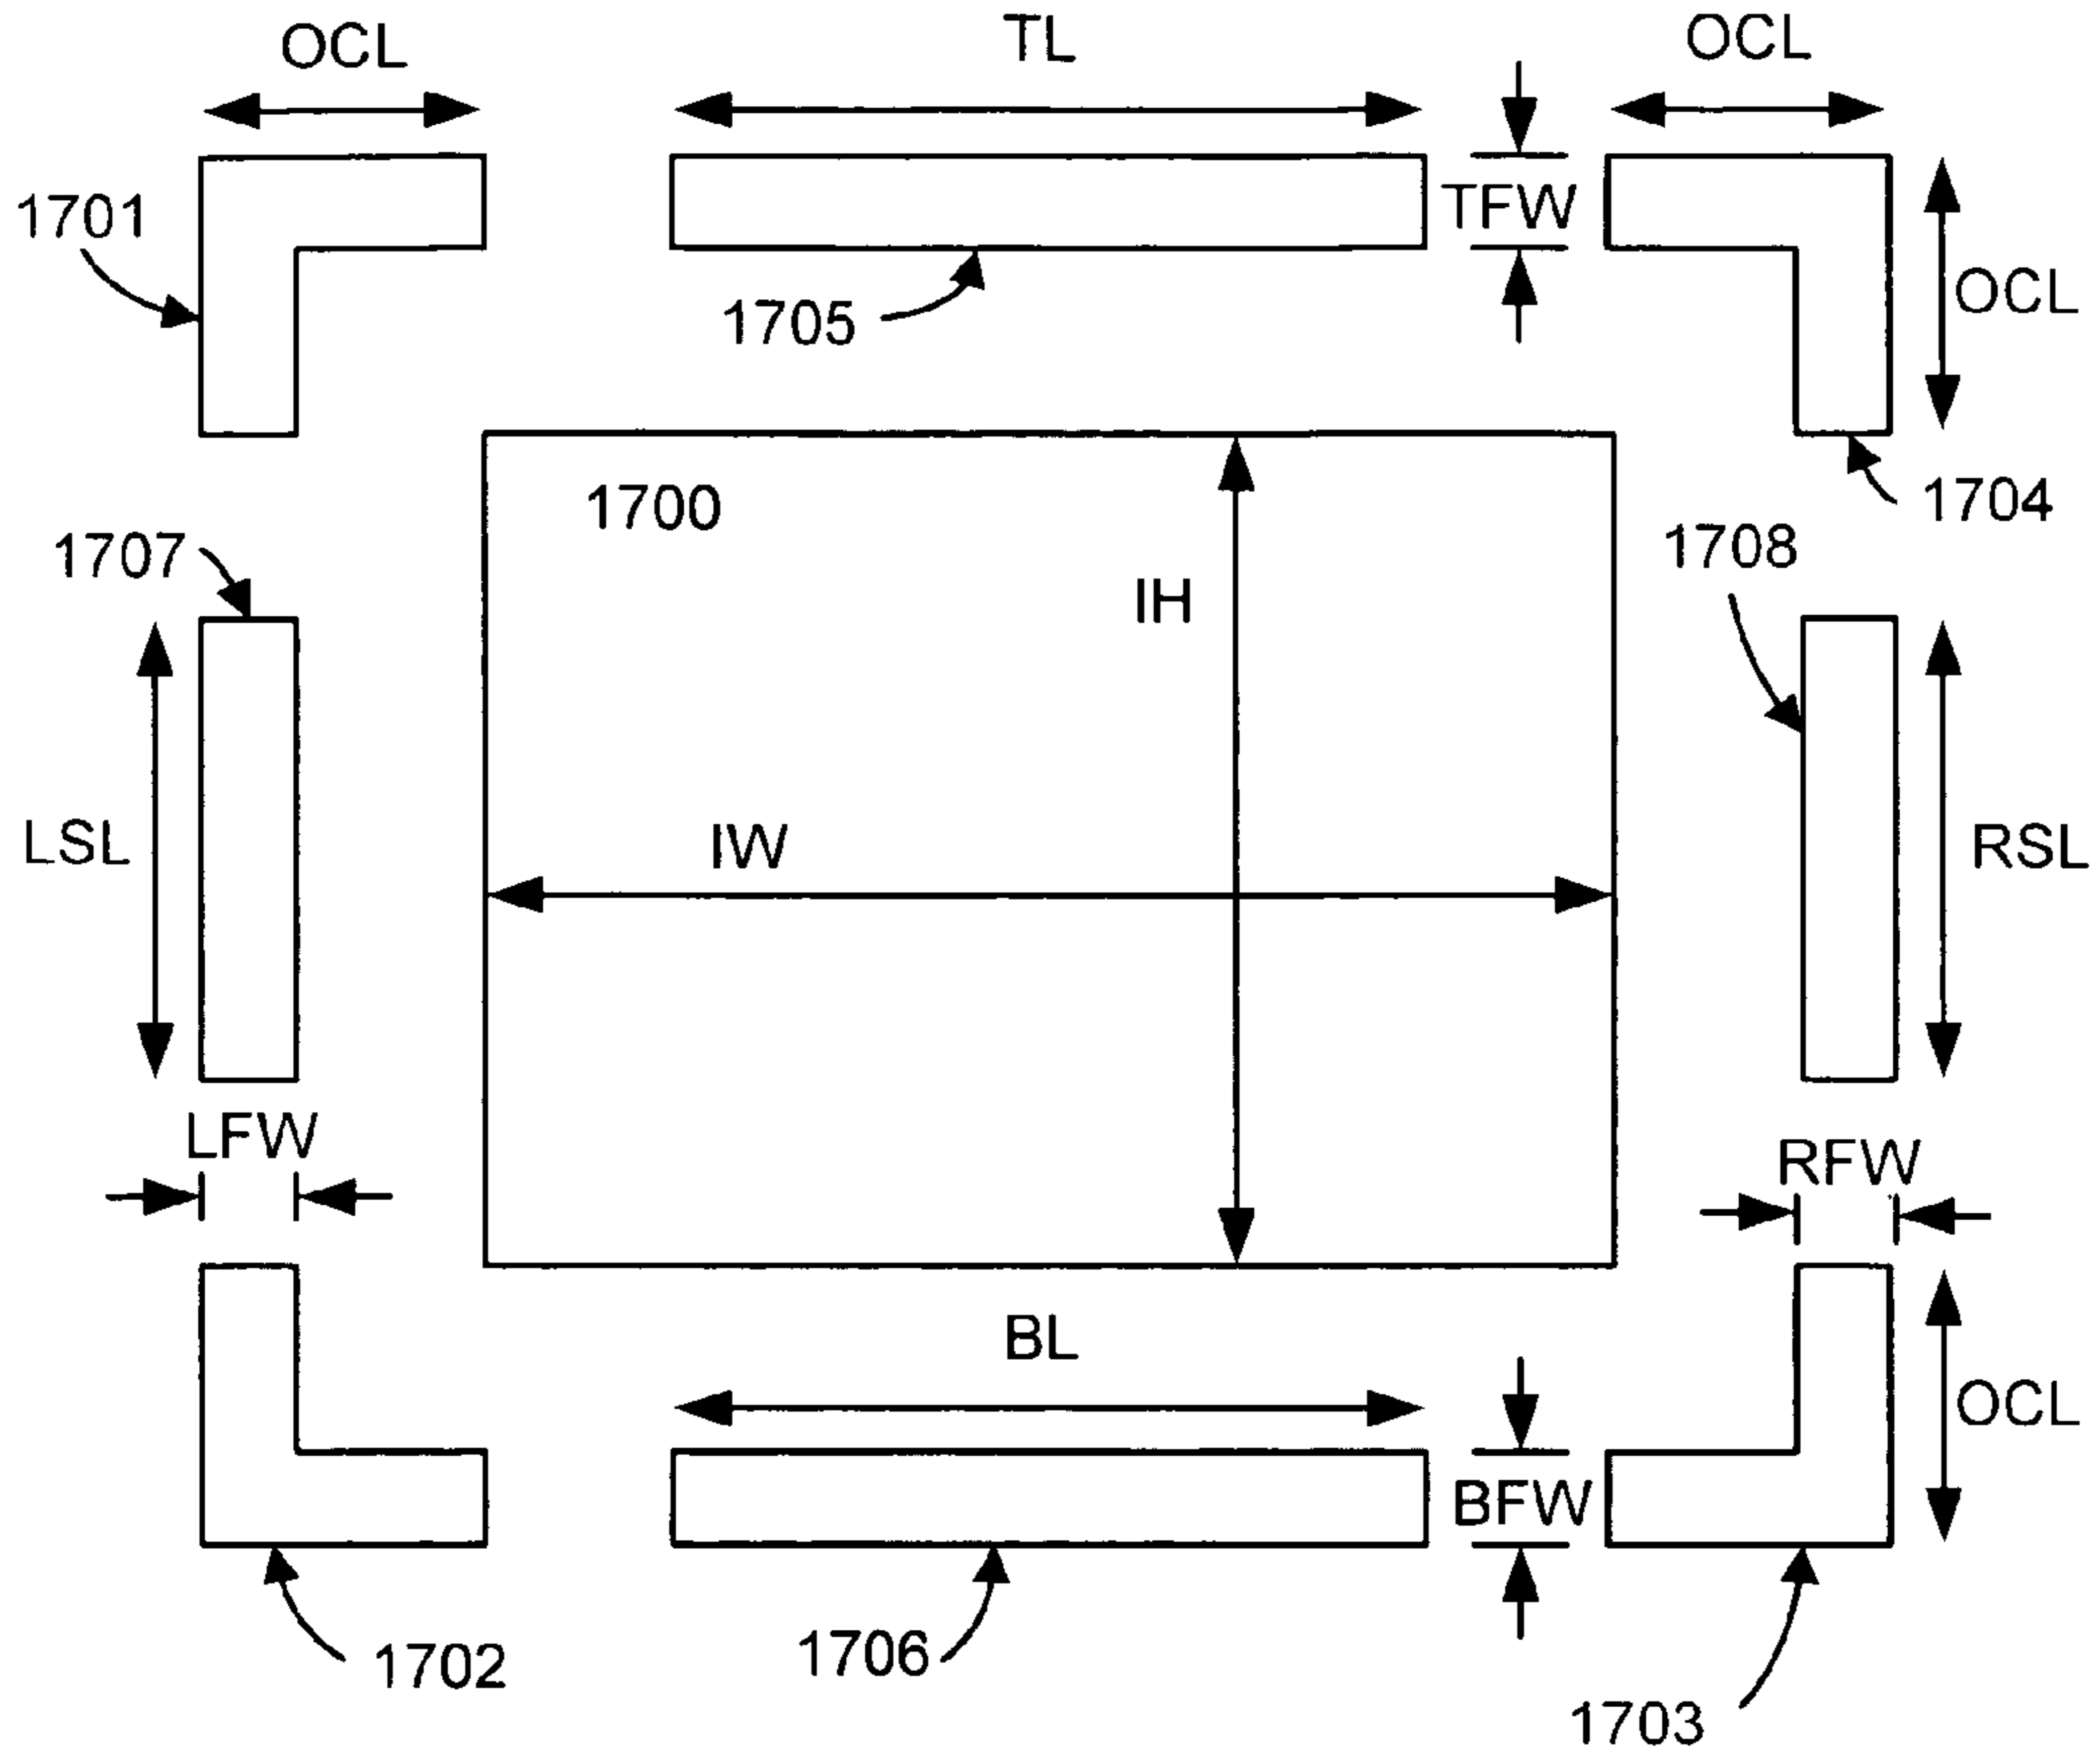 OCL
TL
OCL
1701
TFW
1705
OCL
1700
1704
1707
1708
IH
LSL
IW
RSL
LFW
RFW
BL
OCL
BFW
1702
1706
1703